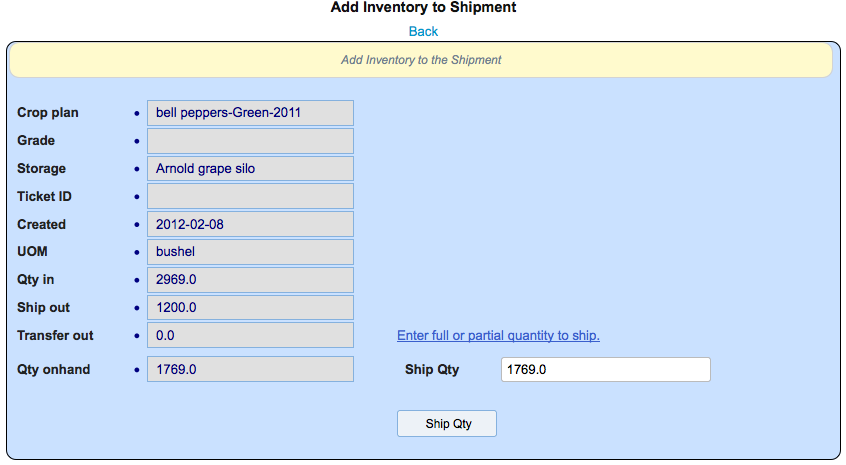 Add Inventory to Shipment
Back
Add Inventory to the Shipment
Crop plan • bell peppers-Green-2011
Grade •
Storage • Arnold grape silo
Ticket ID •
Created • 2012-02-08
UOM • bushel
Qty in • 2969.0
Ship out • 1200.0
Transfer out • 0.0 Enter full or partial quantity to ship.
Qty onhand • 1769.0 Ship Qty 1769.0
Ship Qty